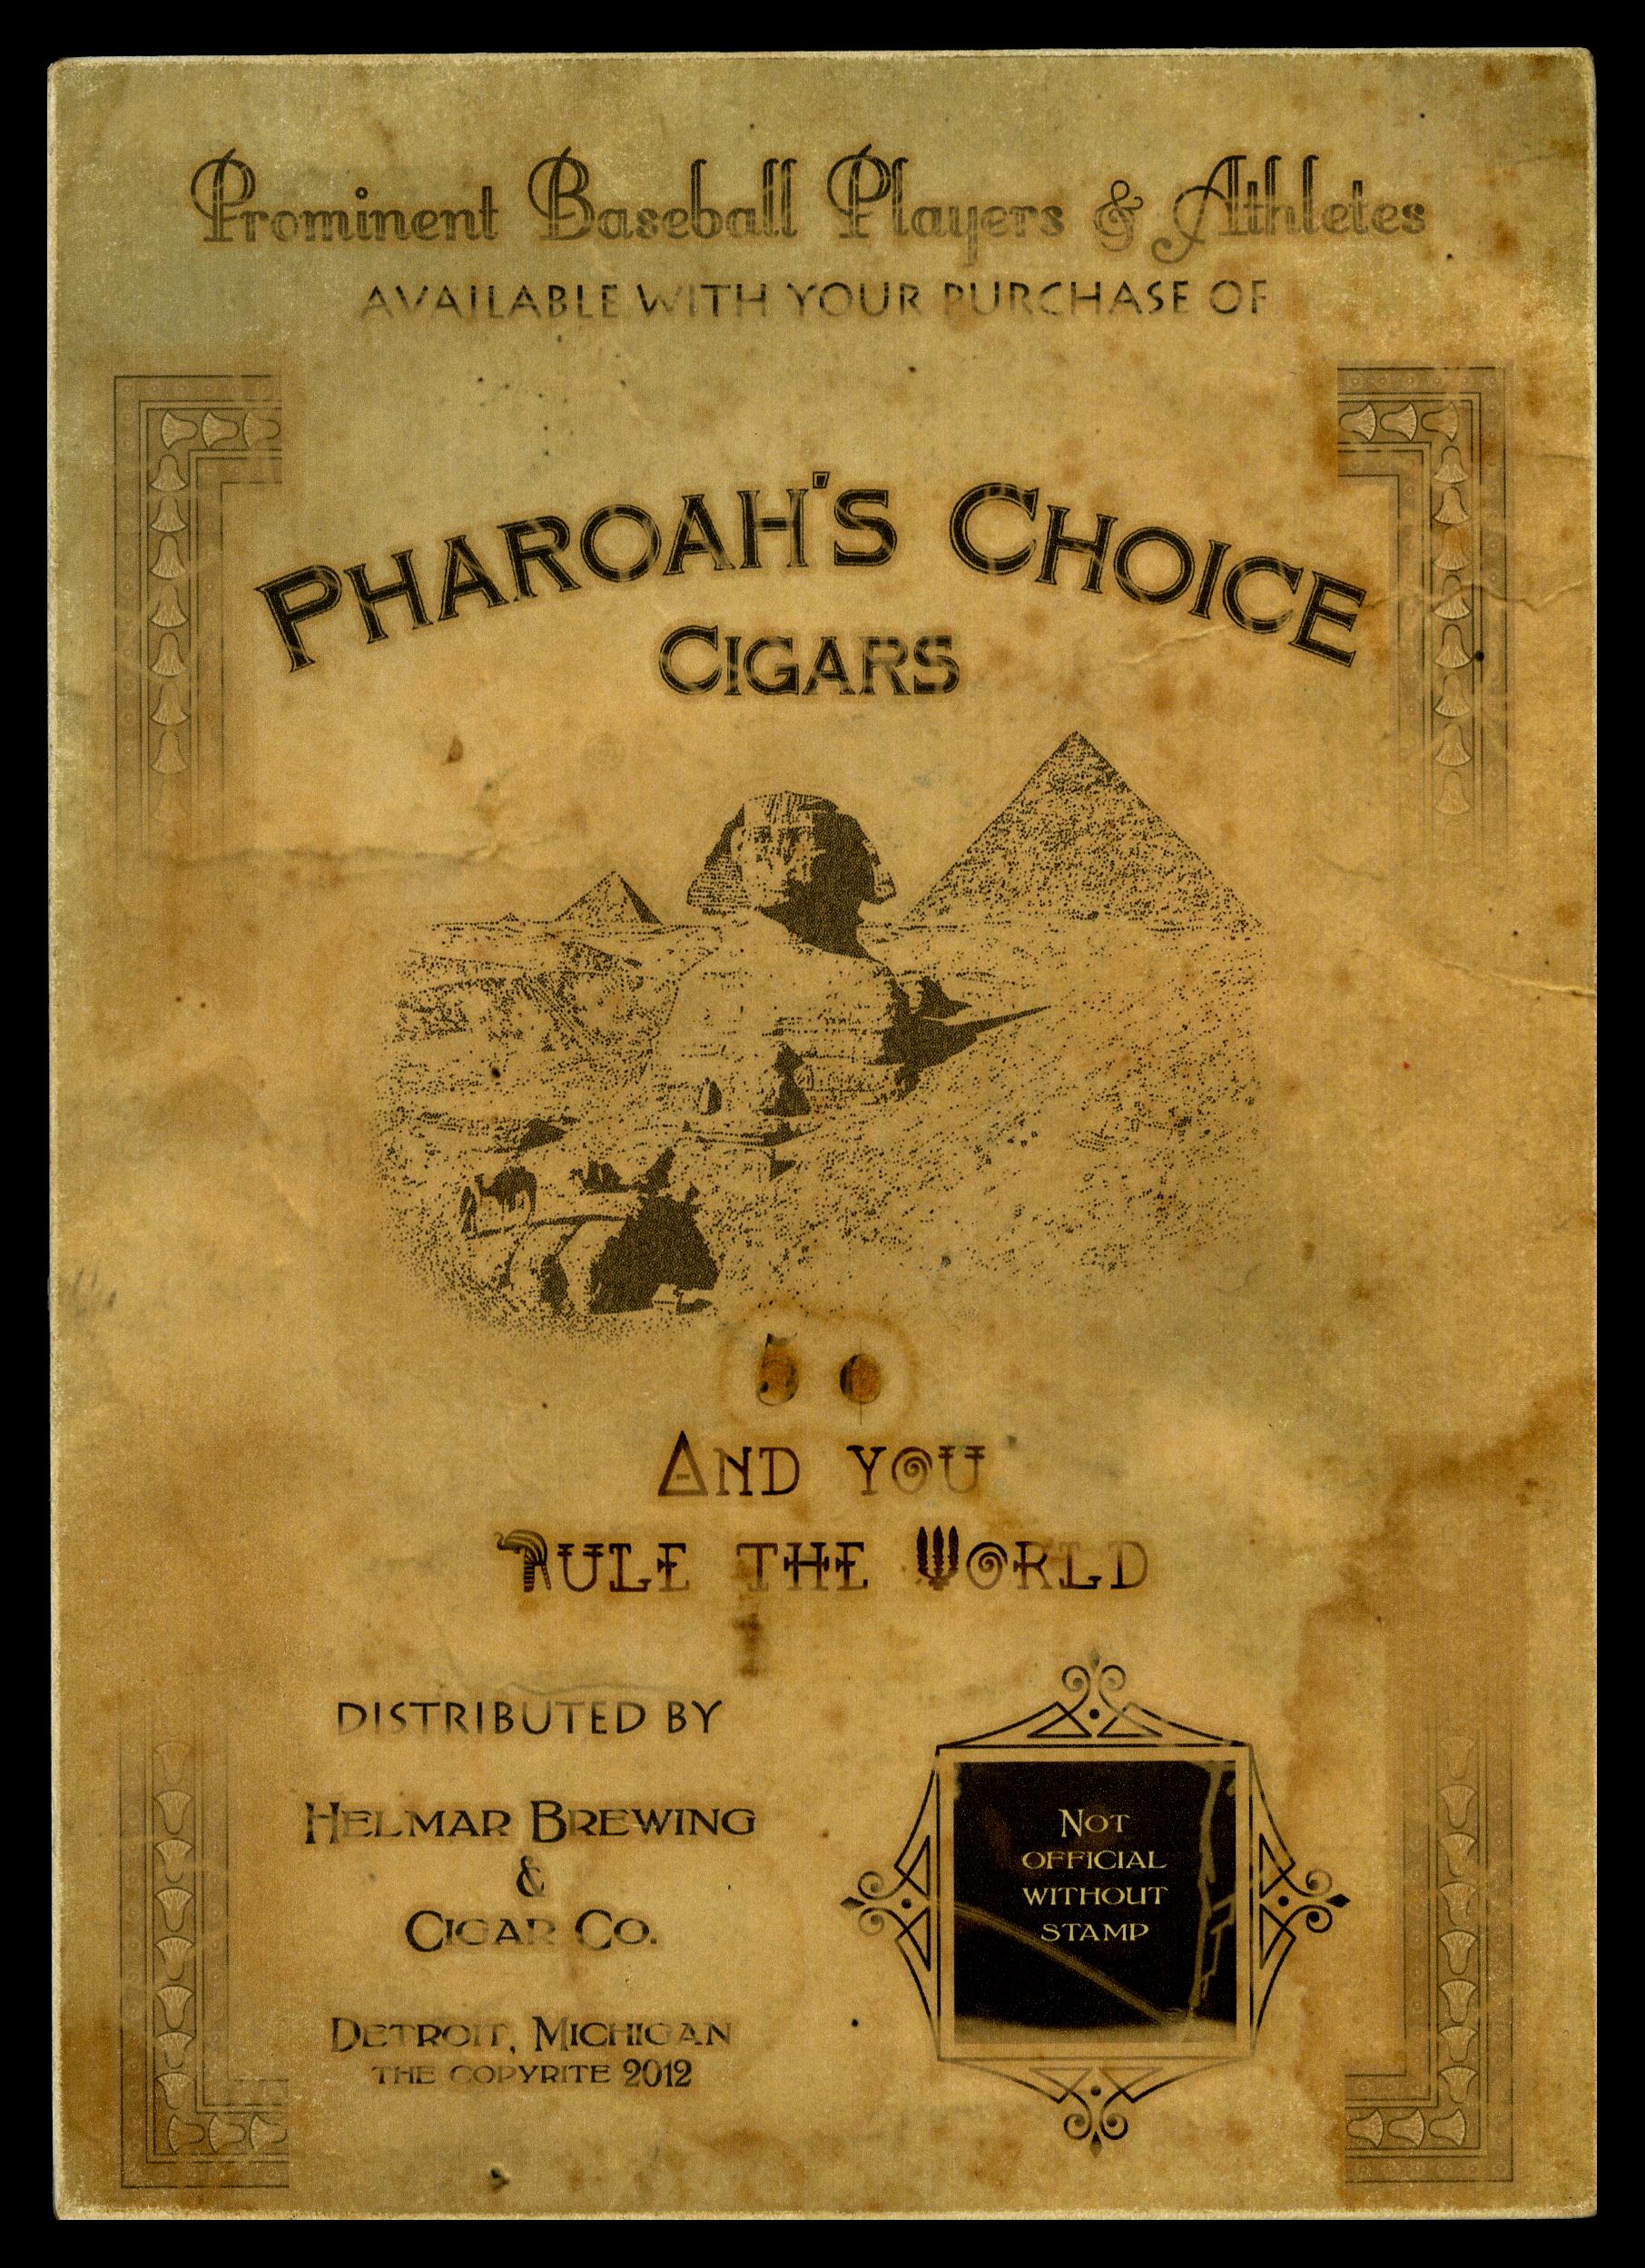 Prominent Baseball Players & Athletes
AVAILABLE WITH YOUR PURCHASE OF
PHAROAH'S CHOICE
CIGARS
5 ¢
AND YOU
RULE THE WORLD
DISTRIBUTED BY
HELMAR BREWING
&
CIGAR CO.
DETROIT, MICHIGAN
THE COPYRITE 2012
NOT
OFFICIAL
WITHOUT
STAMP